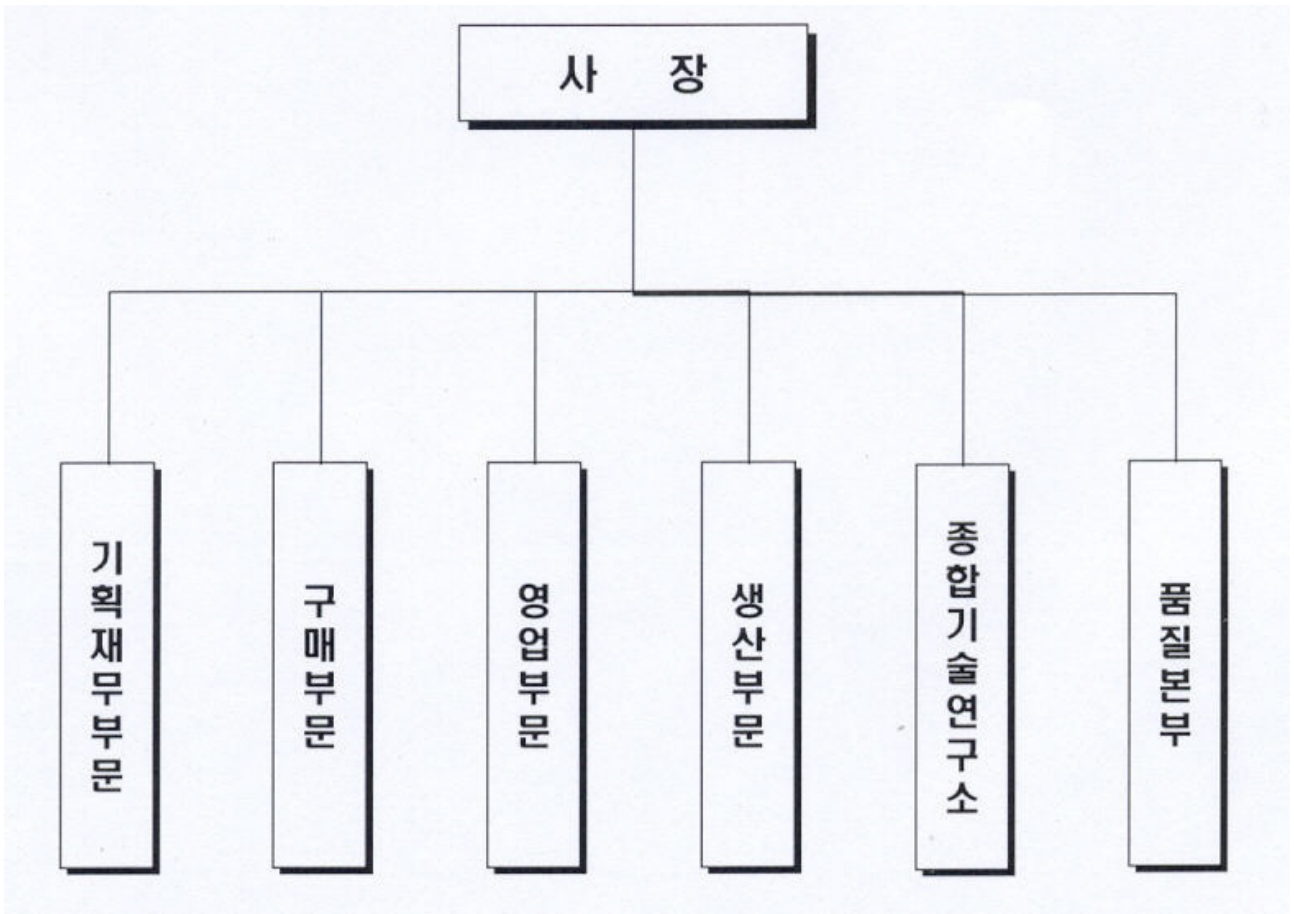 사 장
기획재무부문
구매부문
영업부문
생산부문
종합기술연구소
품질본부